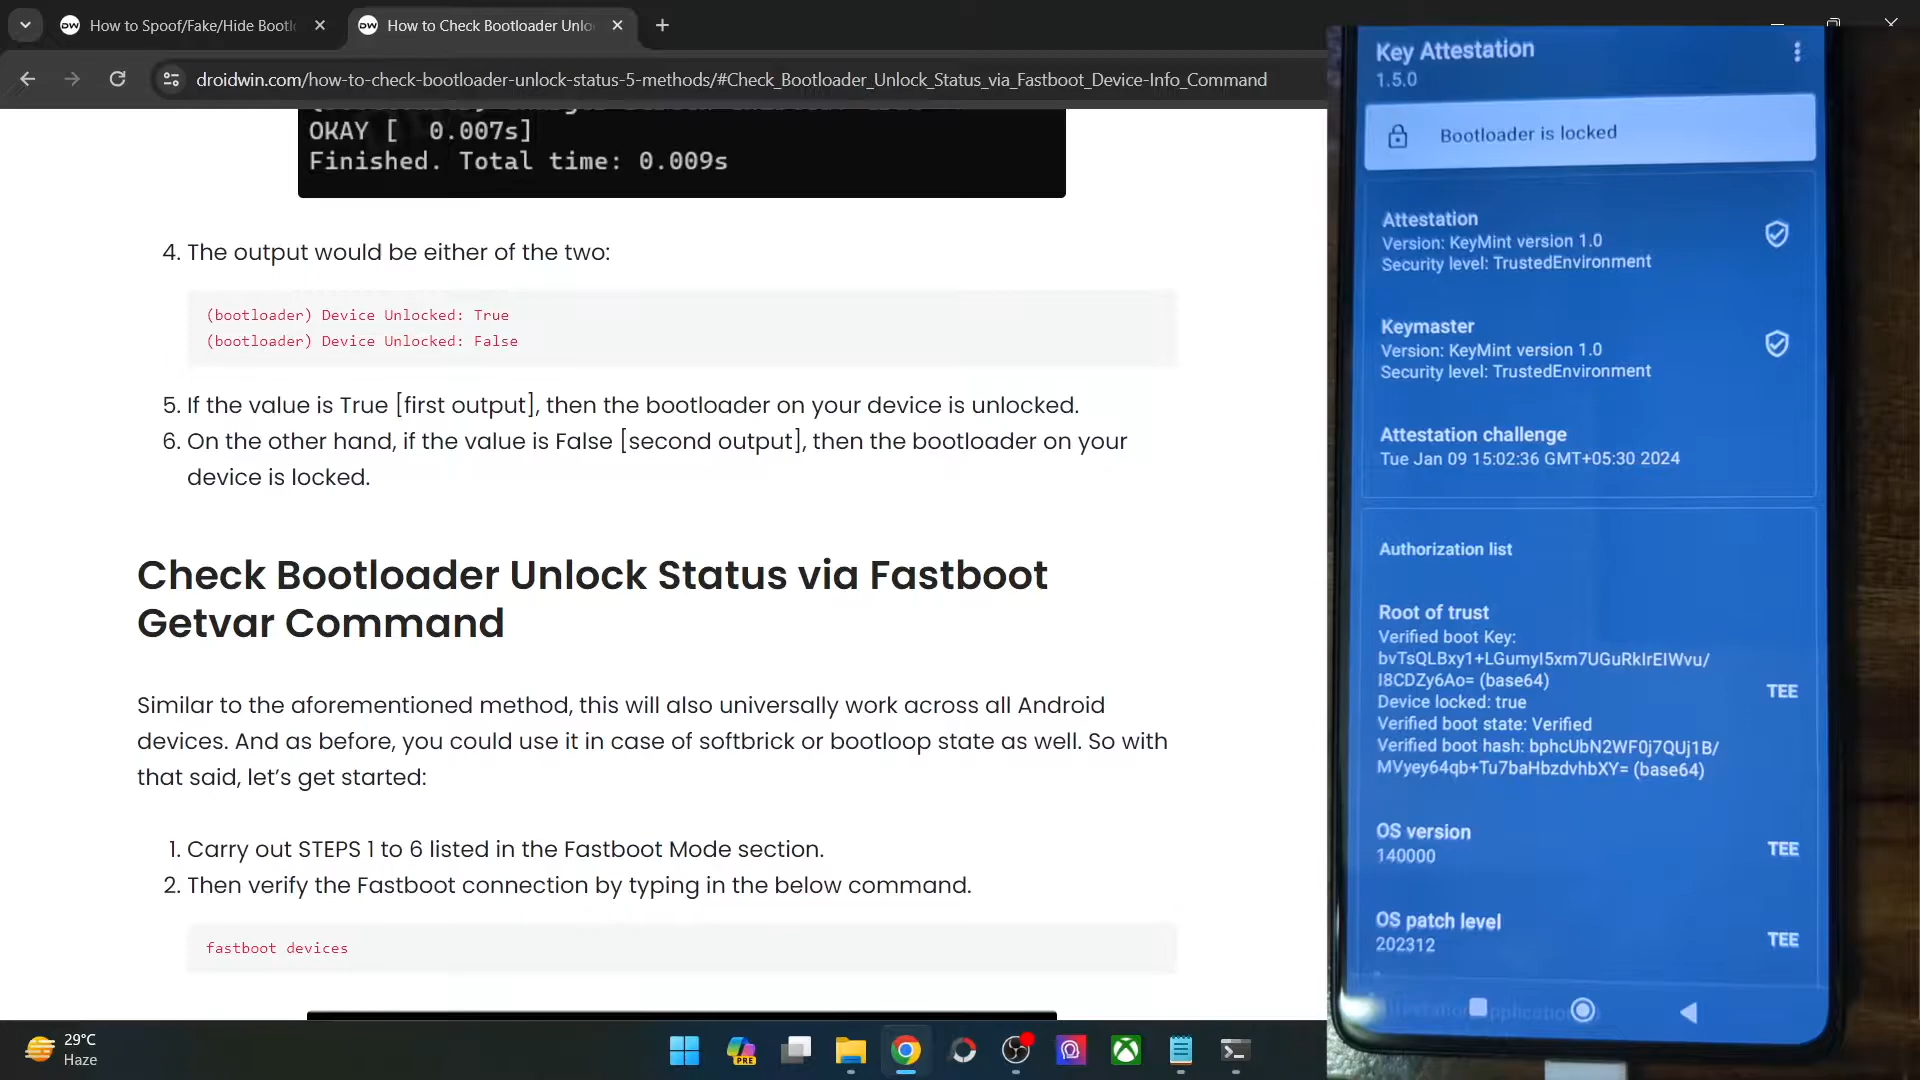 How to Spoof/Fake/Hide Bootl
How to Check Bootloader Unlo
droidwin.com/how-to-check-bootloader-unlock-status-5-methods/#Check_Bootloader_Unlock_Status_via_Fastboot_Device-Info_Command
OKAY [  0.007s]
Finished. Total time: 0.009s
4. The output would be either of the two:
(bootloader) Device Unlocked: True
(bootloader) Device Unlocked: False
5. If the value is True [first output], then the bootloader on your device is unlocked.
6. On the other hand, if the value is False [second output], then the bootloader on your
device is locked.
Check Bootloader Unlock Status via Fastboot
Getvar Command
Similar to the aforementioned method, this will also universally work across all Android
devices. And as before, you could use it in case of softbrick or bootloop state as well. So with
that said, let’s get started:
1. Carry out STEPS 1 to 6 listed in the Fastboot Mode section.
2. Then verify the Fastboot connection by typing in the below command.
fastboot devices
29°C
Haze
PRE
Key Attestation
1.5.0
Bootloader is locked
Attestation
Version: KeyMint version 1.0
Security level: TrustedEnvironment
Keymaster
Version: KeyMint version 1.0
Security level: TrustedEnvironment
Attestation challenge
Tue Jan 09 15:02:36 GMT+05:30 2024
Authorization list
Root of trust
Verified boot Key:
bvTsQLBxy1+LGumyI5xm7UGuRkIrEIWvu/
I8CDZy6Ao= (base64)
Device locked: true
Verified boot state: Verified
Verified boot hash: bphcUbN2WF0j7QUj1B/
MVyey64qb+Tu7baHbzdvhbXY= (base64)
TEE
OS version
140000
TEE
OS patch level
202312
TEE